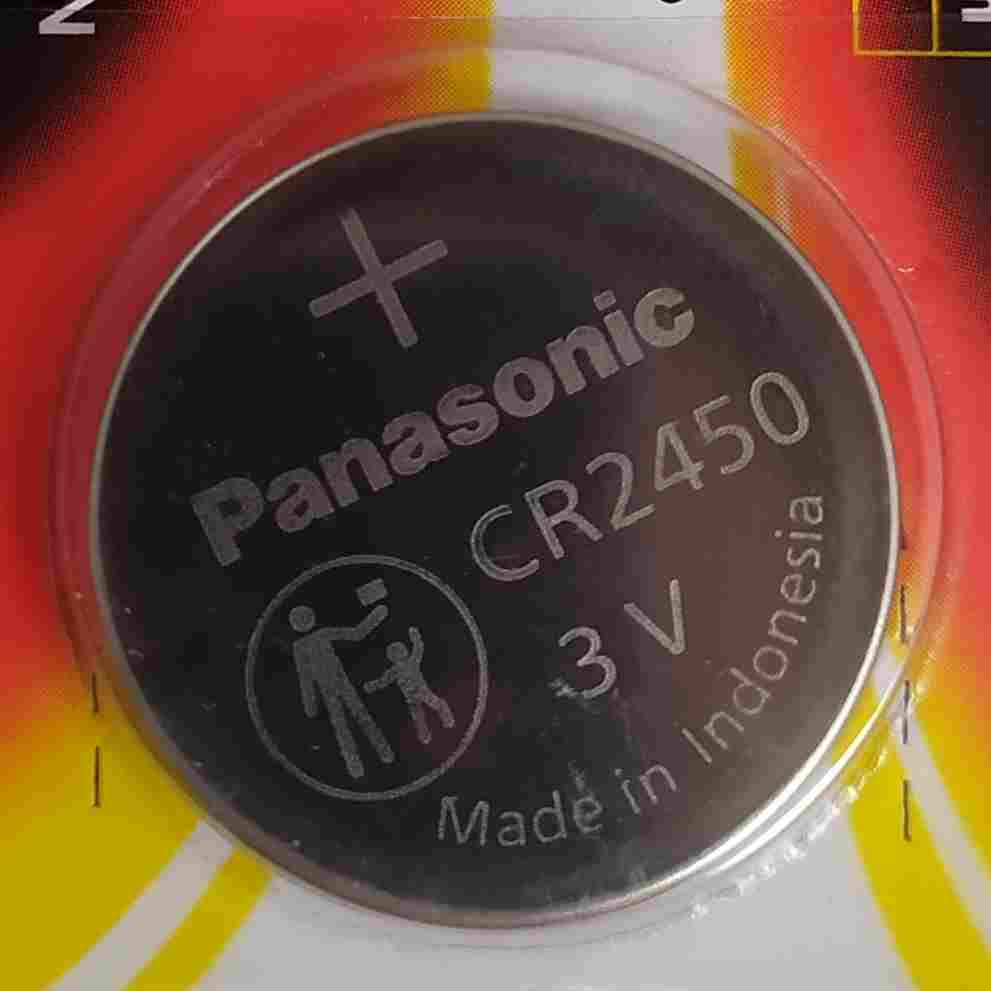 +
Panasonic
CR2450
3 V
Made in Indonesia